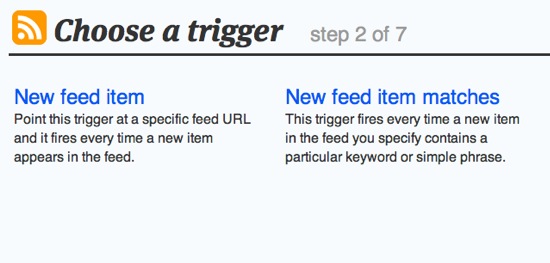 Choose a trigger step 2 of 7
New feed item
Point this trigger at a specific feed URL
and it fires every time a new item
appears in the feed.
New feed item matches
This trigger fires every time a new item
in the feed you specify contains a
particular keyword or simple phrase.